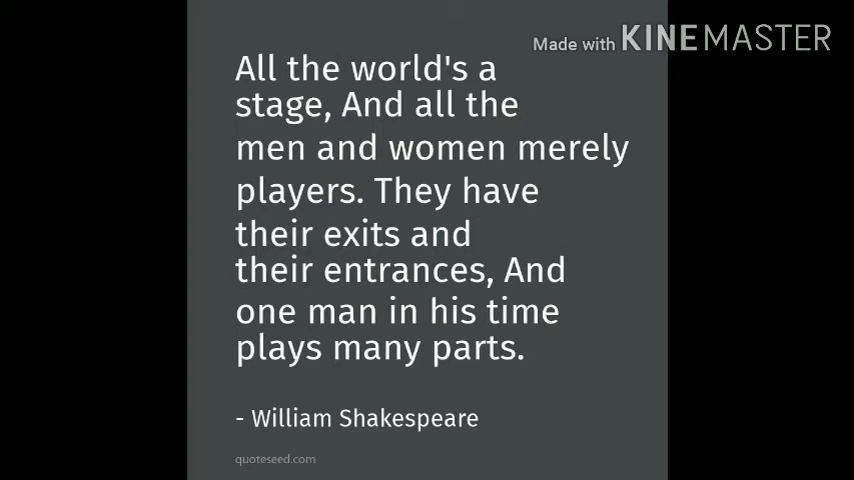 Made with KINEMASTER
All the world's a
stage, And all the
men and women merely
players. They have
their exits and
their entrances, And
one man in his time
plays many parts.
- William Shakespeare
quoteseed.com